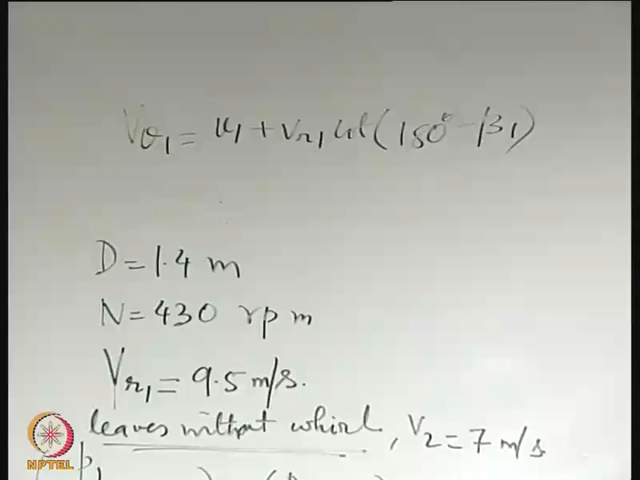 Vθ1 = u1 + Vr1 cot(180° - β1)
D = 1.4 m
N = 430 rpm
Vr1 = 9.5 m/s.
leaves without whirl, V2 = 7 m/s
p1
NPTEL